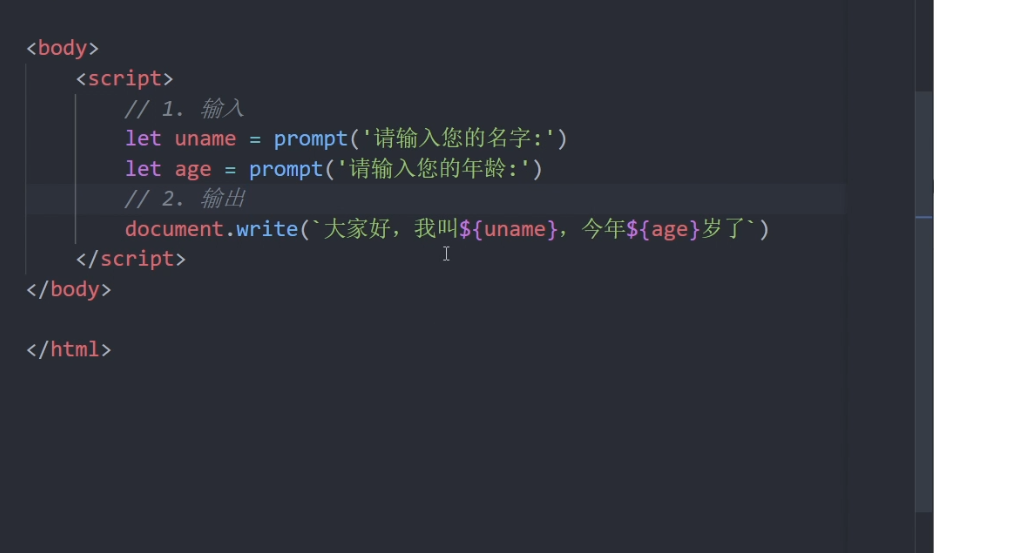 <body>
<script>
// 1. 输入
let uname = prompt('请输入您的名字:')
let age = prompt('请输入您的年龄:')
// 2. 输出
document.write(`大家好，我叫${uname}，今年${age}岁了`)
</script>
</body>
</html>